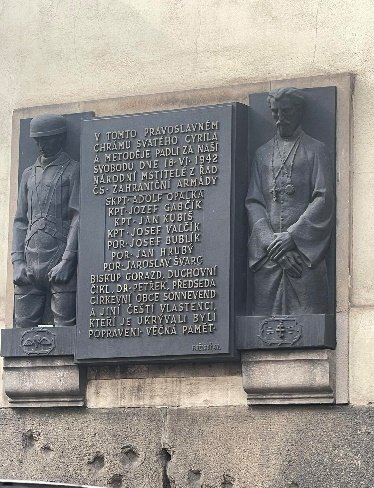 V TOMTO PRAVOSLAVNÉM
CHRÁMU SVATÉHO CYRILA
A METODĚJE PADLI ZA NAŠI
SVOBODU DNE 18·VI·1942
NÁRODNÍ MSTITELÉ Z ŘAD
ČS· ZAHRANIČNÍ ARMÁDY
ŠKPT· ADOLF OPÁLKA
KPT· JOZEF GABČÍK
KPT· JAN KUBIŠ
KPT· JOSEF VALČÍK
POR· JOSEF BUBLÍK
POR· JAN HRUBÝ
POR· JAROSLAV ŠVARC·
BISKUP GORAZD, DUCHOVNÍ
ČIKL, DR· PETŘEK, PŘEDSEDA
CÍRKEVNÍ OBCE SONNEVEND
A JINÍ ČEŠTÍ VLASTENCI,
KTEŘÍ JE UKRÝVALI BYLI
POPRAVENI· VĚČNÁ PAMĚŤ·